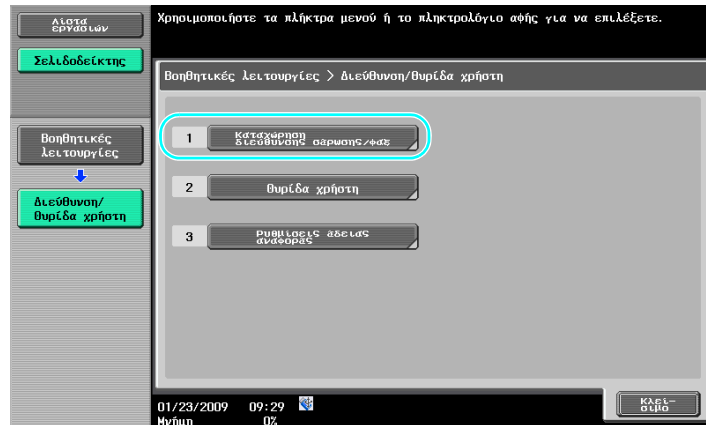 Λίστα
εργασιών
Χρησιμοποιήστε τα πλήκτρα μενού ή το πληκτρολόγιο αφής για να επιλέξετε.
Σελιδοδείκτης
Βοηθητικές λειτουργίες > Διεύθυνση/θυρίδα χρήστη
Βοηθητικές
λειτουργίες
Διεύθυνση/
θυρίδα χρήστη
1 Καταχώρηση
διεύθυνσης σάρωσης/φαξ
2 Θυρίδα χρήστη
3 Ρυθμίσεις άδειας
αναφοράς
01/23/2009 09:29
Μνήμη 0%
Κλεί-
σιμο